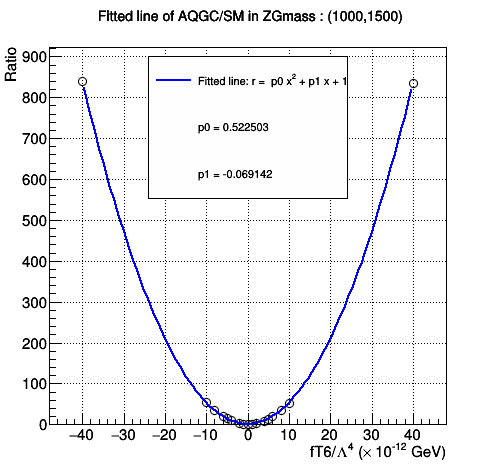 FItted line of AQGC/SM in ZGmass : (1000,1500)
Ratio
900
800
700
600
500
400
300
200
100
0
Fitted line: r = p0 x² + p1 x + 1
p0 = 0.522503
p1 = -0.069142
−40 −30 −20 −10 0 10 20 30 40
fT6/Λ⁴ (× 10⁻¹² GeV)